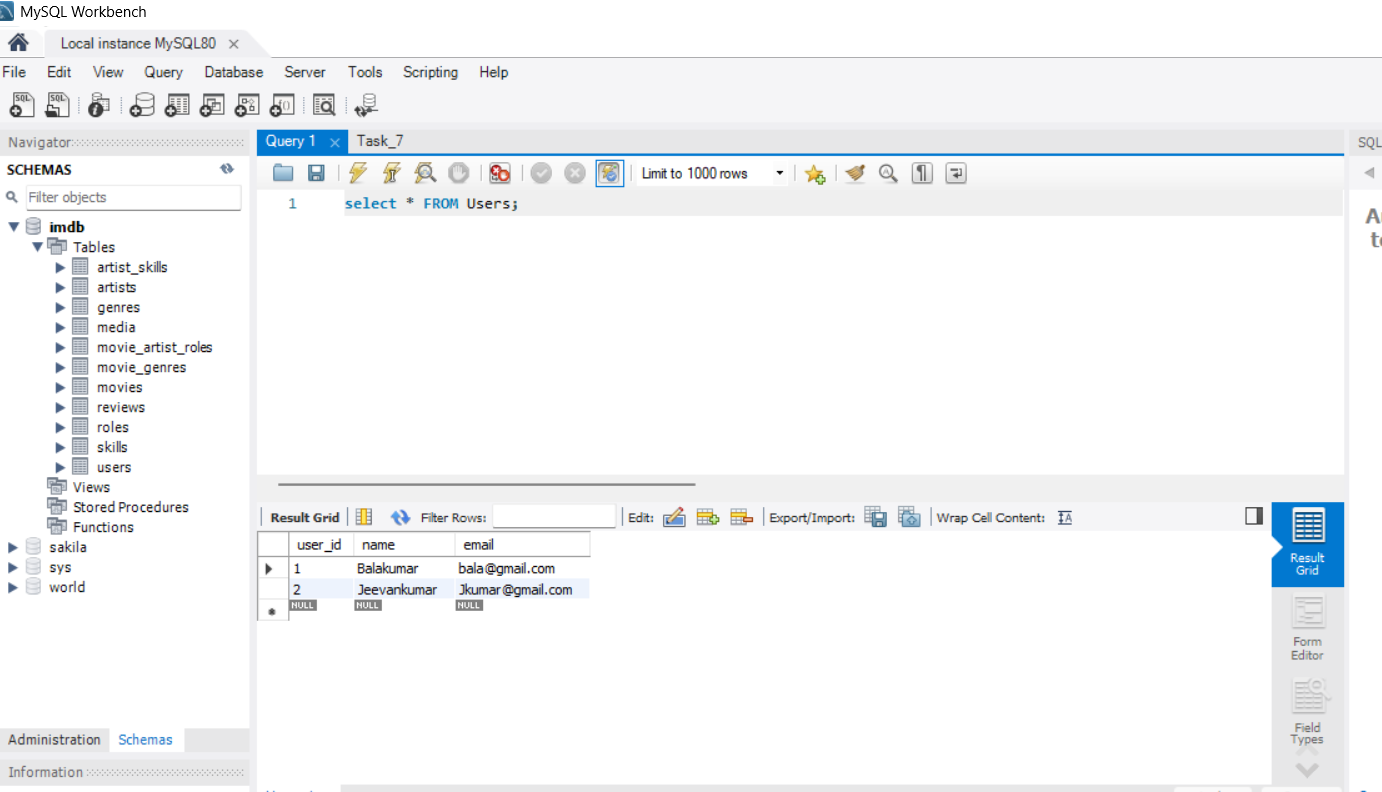 MySQL Workbench
Local instance MySQL80
File Edit View Query Database Server Tools Scripting Help
SQL SQL
Navigator
SCHEMAS
Filter objects
imdb
Tables
artist_skills
artists
genres
media
movie_artist_roles
movie_genres
movies
reviews
roles
skills
users
Views
Stored Procedures
Functions
sakila
sys
world
Administration Schemas
Information
Query 1 Task_7
Limit to 1000 rows
1 select * FROM Users;
Result Grid Filter Rows: Edit: Export/Import: Wrap Cell Content:
user_id name email
1 Balakumar bala@gmail.com
2 Jeevankumar Jkumar@gmail.com
NULL NULL NULL
Result
Grid
Form
Editor
Field
Types
SQL